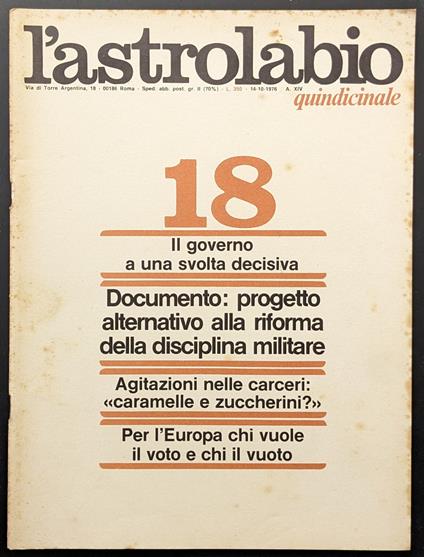 l'astrolabio
Via di Torre Argentina, 18 - 00186 Roma - Sped. abb. post. gr. II (70%) - L. 350 - 14-10-1976 A. XIV
quindicinale
18
Il governo
a una svolta decisiva
Documento: progetto
alternativo alla riforma
della disciplina militare
Agitazioni nelle carceri:
«caramelle e zuccherini?»
Per l'Europa chi vuole
il voto e chi il vuoto